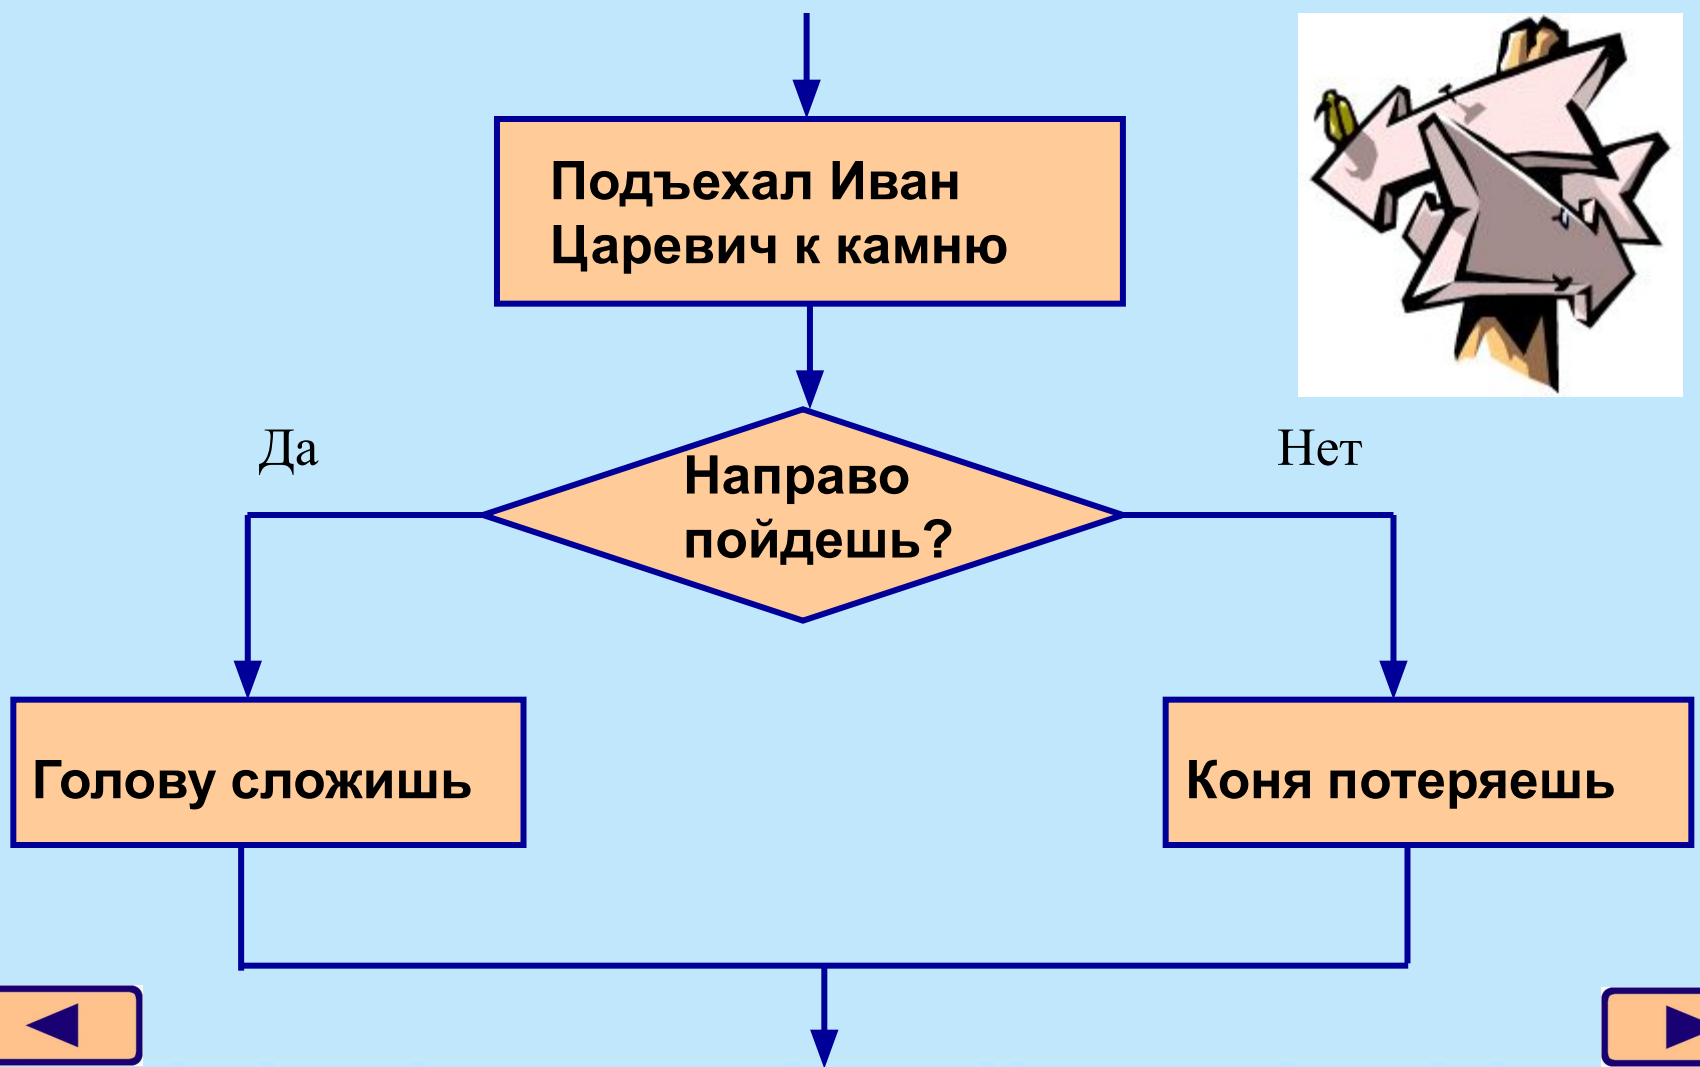 Подъехал Иван
Царевич к камню
Да
Нет
Направо
пойдешь?
Голову сложишь
Коня потеряешь